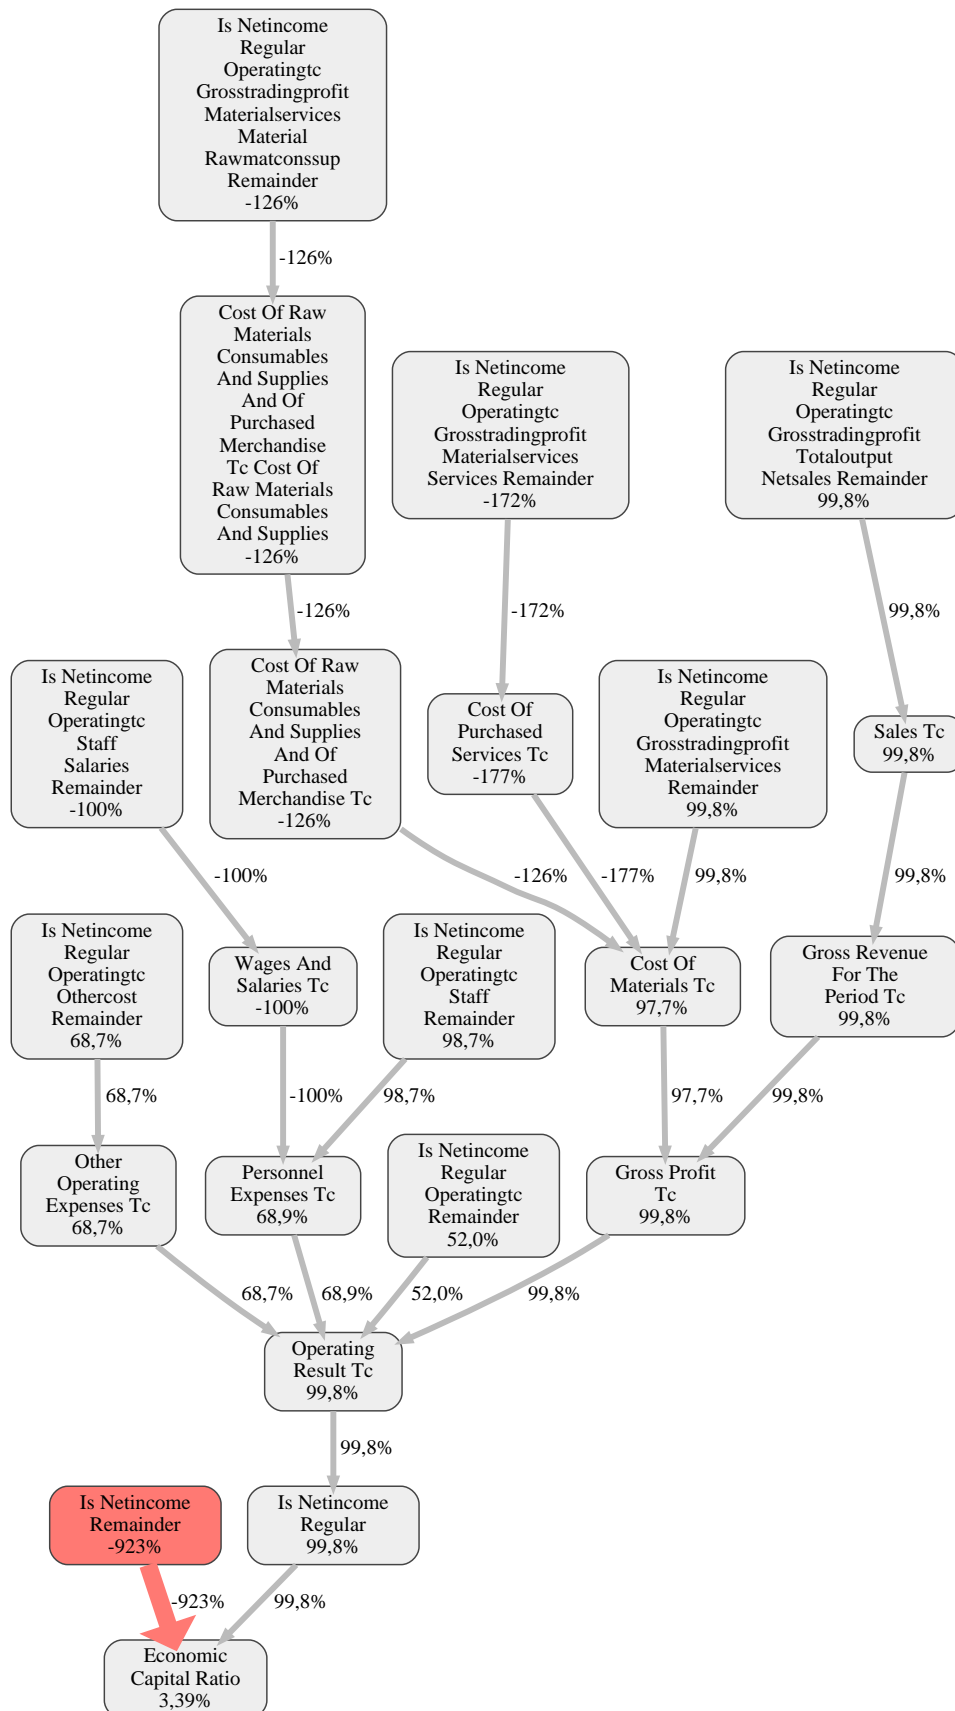 Is Netincome
Regular
Operatingtc
Grosstradingprofit
Materialservices
Material
Rawmatconssup
Remainder
-126%
-126%
Cost Of Raw
Materials
Consumables
And Supplies
And Of
Purchased
Merchandise
Tc Cost Of
Raw Materials
Consumables
And Supplies
-126%
Is Netincome
Regular
Operatingtc
Grosstradingprofit
Materialservices
Services Remainder
-172%
Is Netincome
Regular
Operatingtc
Grosstradingprofit
Totaloutput
Netsales Remainder
99,8%
-126%
-172%
99,8%
Is Netincome
Regular
Operatingtc
Staff
Salaries
Remainder
-100%
Cost Of Raw
Materials
Consumables
And Supplies
And Of
Purchased
Merchandise Tc
-126%
Cost Of
Purchased
Services Tc
-177%
Is Netincome
Regular
Operatingtc
Grosstradingprofit
Materialservices
Remainder
99,8%
Sales Tc
99,8%
-100%
-126%
-177%
99,8%
99,8%
Is Netincome
Regular
Operatingtc
Othercost
Remainder
68,7%
Wages And
Salaries Tc
-100%
Is Netincome
Regular
Operatingtc
Staff
Remainder
98,7%
Cost Of
Materials Tc
97,7%
Gross Revenue
For The
Period Tc
99,8%
68,7%
-100%
98,7%
97,7%
99,8%
Other
Operating
Expenses Tc
68,7%
Personnel
Expenses Tc
68,9%
Is Netincome
Regular
Operatingtc
Remainder
52,0%
Gross Profit
Tc
99,8%
68,7%
68,9%
52,0%
99,8%
Operating
Result Tc
99,8%
99,8%
Is Netincome
Remainder
-923%
Is Netincome
Regular
99,8%
-923%
99,8%
Economic
Capital Ratio
3,39%